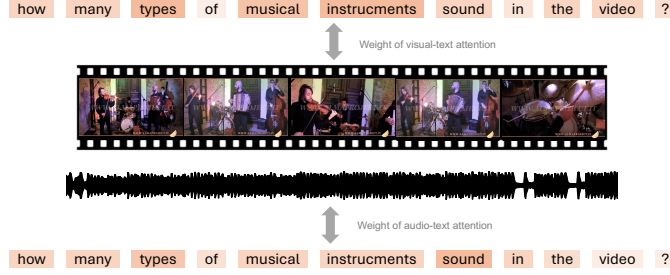 how many types of musical instrucments sound in the video ?
Weight of visual-text attention
Weight of audio-text attention
how many types of musical instrucments sound in the video ?